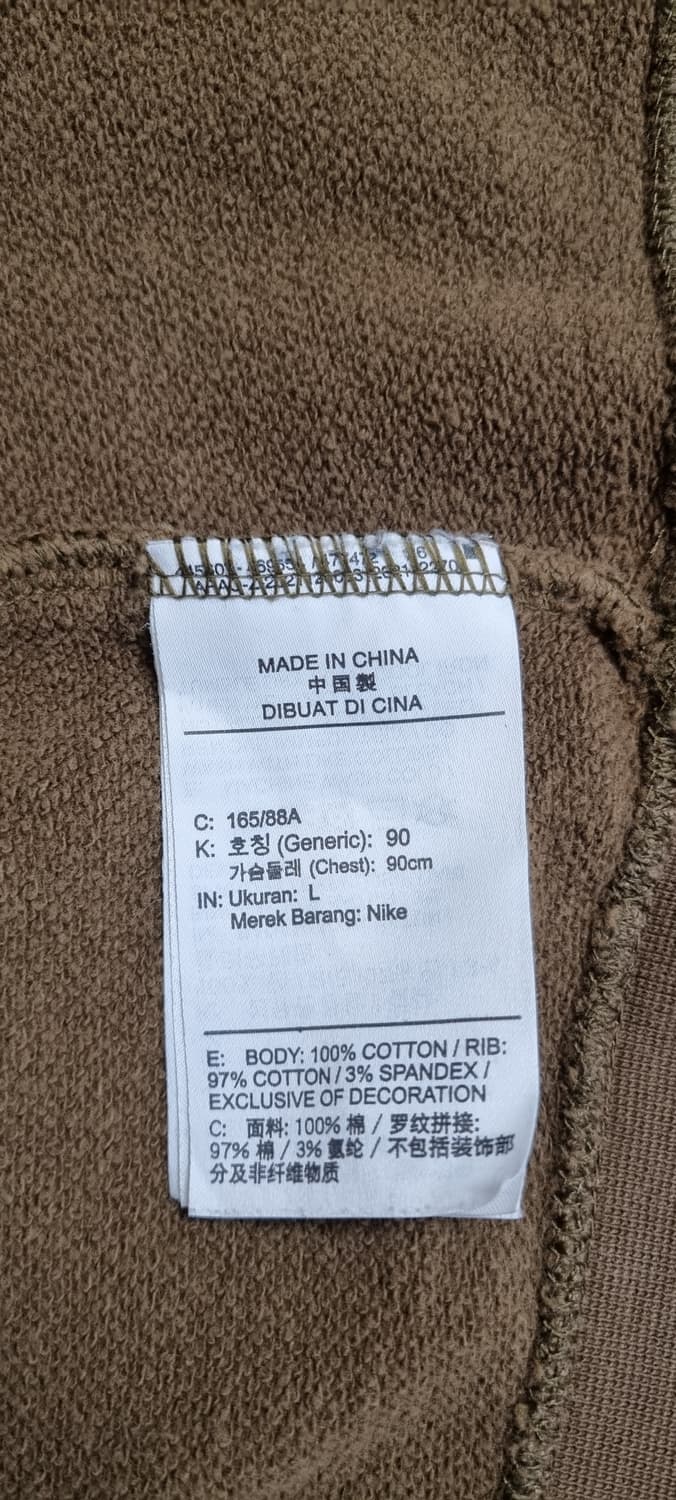 MADE IN CHINA
中国製
DIBUAT DI CINA
C: 165/88A
K: 호칭 (Generic): 90
가슴둘레 (Chest): 90cm
IN: Ukuran: L
Merek Barang: Nike
E: BODY: 100% COTTON / RIB:
97% COTTON / 3% SPANDEX /
EXCLUSIVE OF DECORATION
C: 面料: 100% 棉 / 罗纹拼接:
97% 棉 / 3% 氨纶 / 不包括装饰部
分及非纤维物质